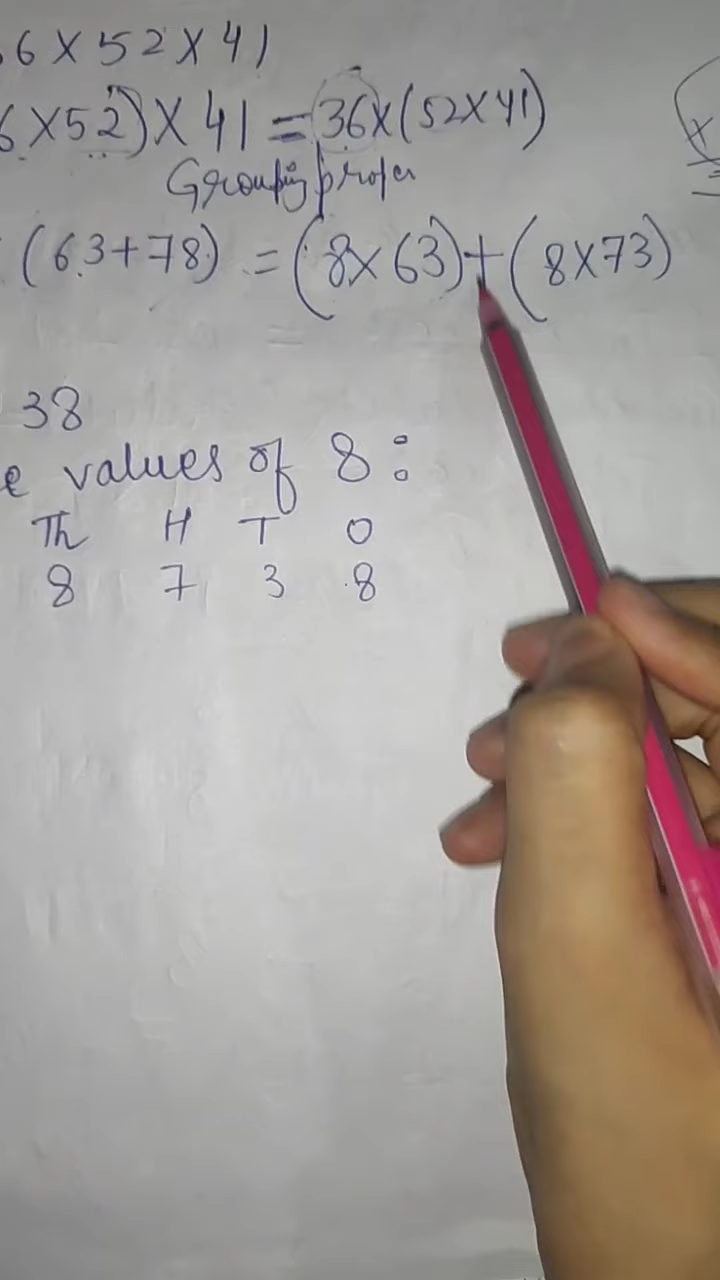 6 X 52 X 41
6 X 52) X 41 = 36 X (52 X 41)
Grouping proper
(63+78) = (8 X 63) + (8 X 73)
38
e values of 8 :
Th H T O
8 7 3 8